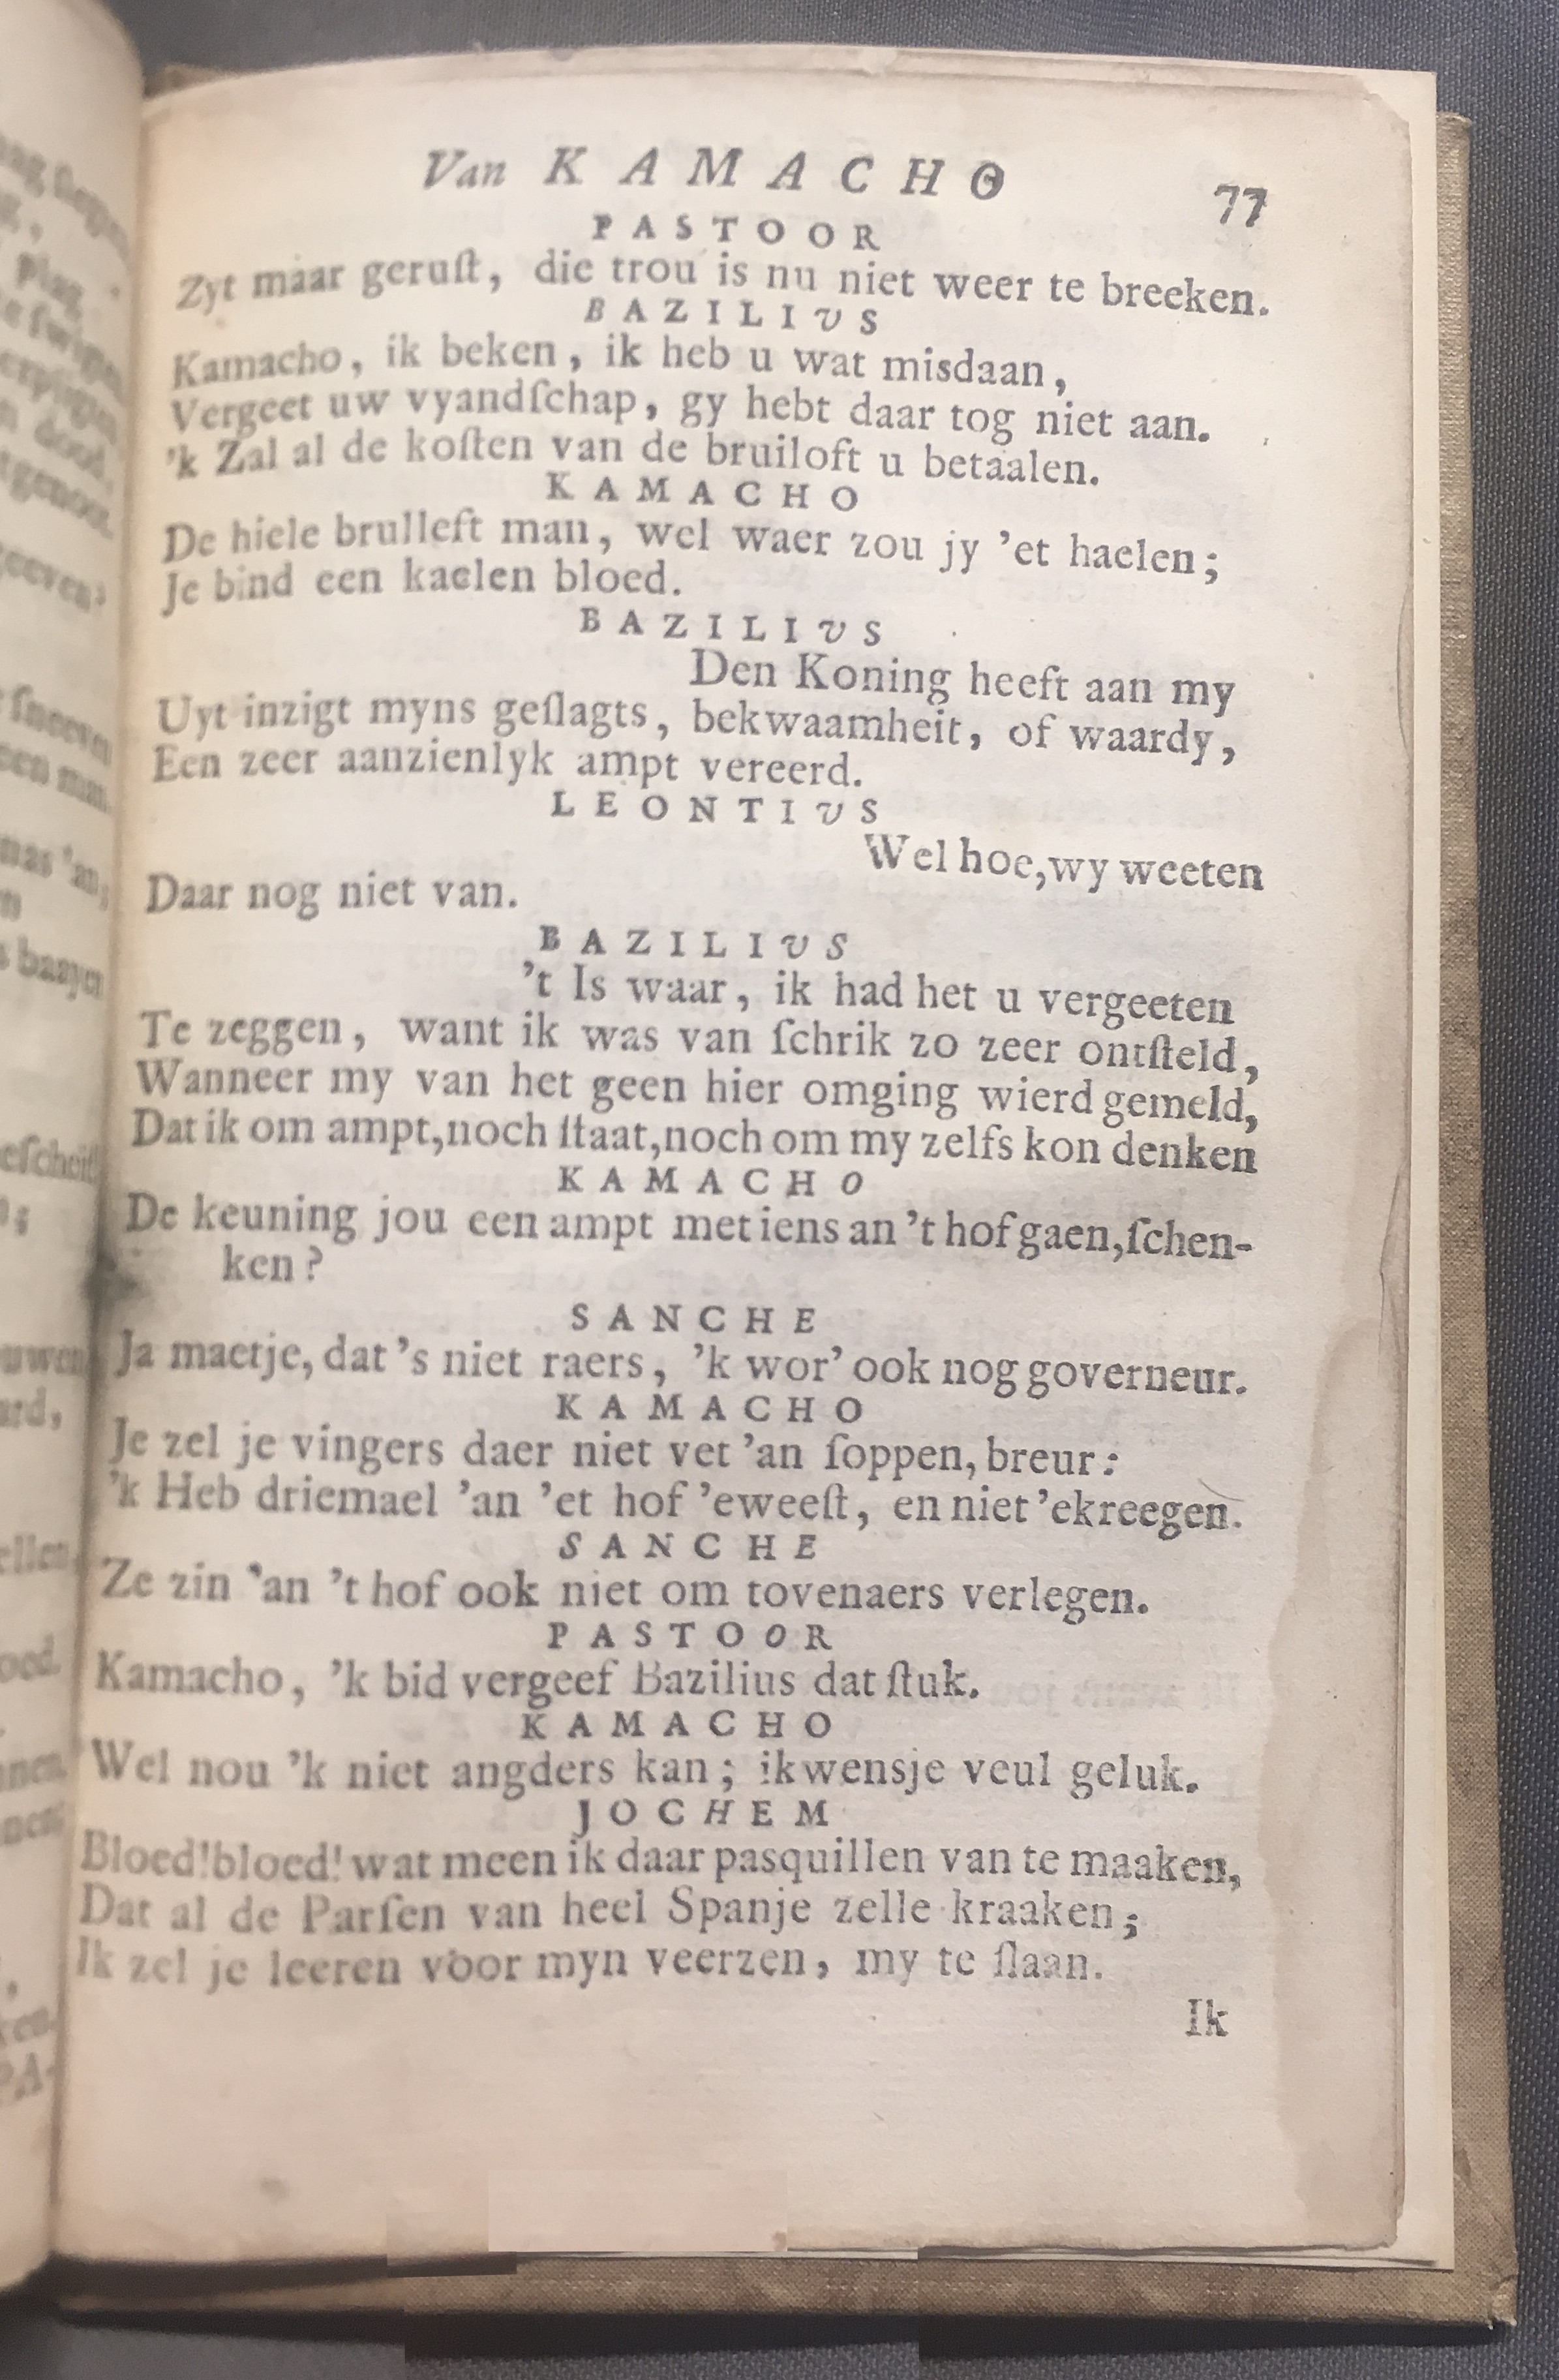 Van KAMACHO 77
PASTOOR
Zyt maar geruſt, die trou is nu niet weer te breeken.
BAZILIUS
Kamacho, ik beken, ik heb u wat misdaan,
Vergeet uw vyandſchap, gy hebt daar tog niet aan.
'k Zal al de koſten van de bruiloft u betaalen.
KAMACHO
De hiele brulleft man, wel waer zou jy 'et haelen;
Je bind een kaelen bloed.
BAZILIUS
Den Koning heeft aan my
Uyt inzigt myns geſlagts, bekwaamheit, of waardy,
Een zeer aanzienlyk ampt vereerd.
LEONTIUS
Wel hoe, wy weeten
Daar nog niet van.
BAZILIUS
't Is waar, ik had het u vergeeten
Te zeggen, want ik was van ſchrik zo zeer ontſteld,
Wanneer my van het geen hier omging wierd gemeld,
Dat ik om ampt, noch ſtaat, noch om my zelfs kon denken
KAMACHO
De keuning jou een ampt metiens an 't hof gaen, ſchen-
ken?
SANCHE
Ja maetje, dat 's niet raers, 'k wor' ook nog governeur.
KAMACHO
Je zel je vingers daer niet vet 'an ſoppen, breur:
'k Heb driemael 'an 'et hof 'eweeſt, en niet 'ekreegen.
SANCHE
Ze zin 'an 't hof ook niet om tovenaers verlegen.
PASTOOR
Kamacho, 'k bid vergeef Bazilius dat ſtuk.
KAMACHO
Wel nou 'k niet angders kan; ik wensje veul geluk.
JOCHEM
Bloed! bloed! wat meen ik daar pasquillen van te maaken,
Dat al de Parſen van heel Spanje zelle kraaken;
Ik zel je leeren voor myn veerzen, my te ſlaan.
Ik